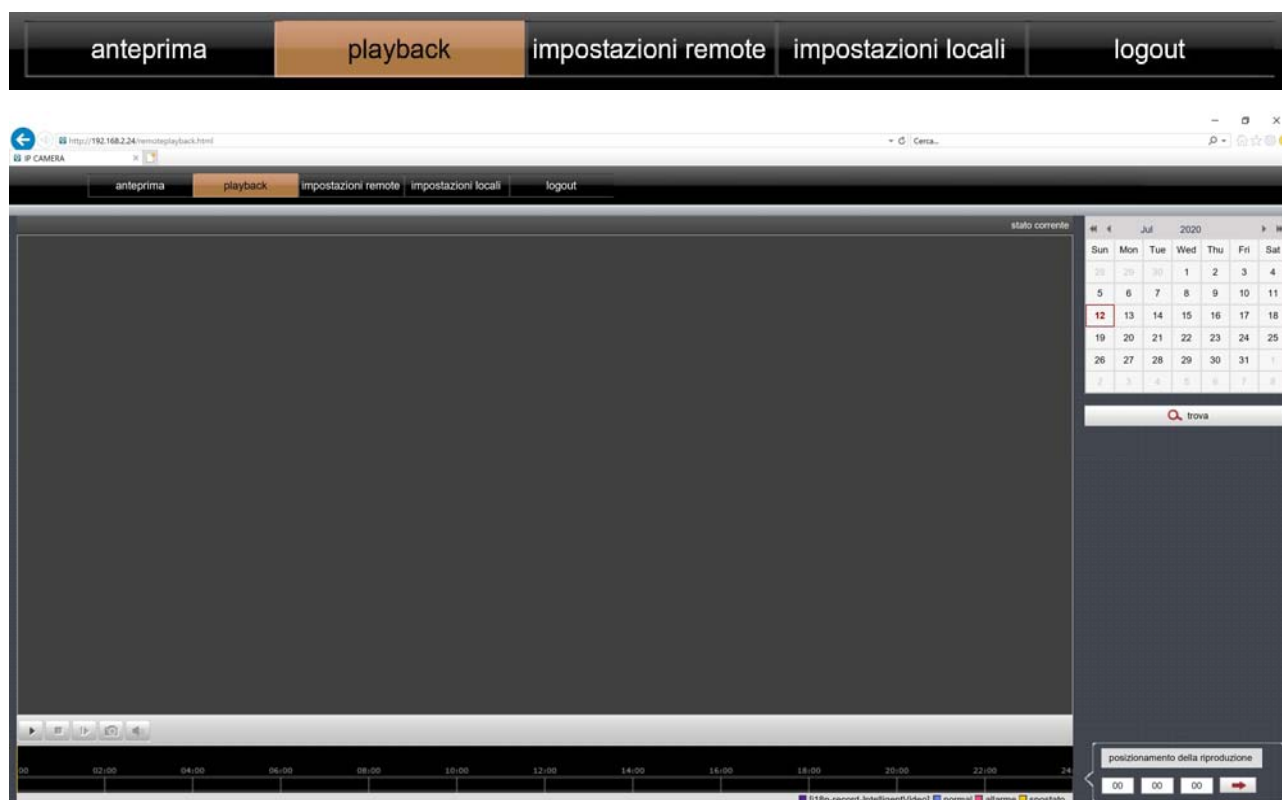 anteprima playback impostazioni remote impostazioni locali logout
http://192.168.2.24/remoteplayback.html Cerca...
IP CAMERA
anteprima playback impostazioni remote impostazioni locali logout
stato corrente
Jul 2020
Sun Mon Tue Wed Thu Fri Sat
28 29 30 1 2 3 4
5 6 7 8 9 10 11
12 13 14 15 16 17 18
19 20 21 22 23 24 25
26 27 28 29 30 31 1
2 3 4 5 6 7 8
trova
posizionamento della riproduzione
00 02:00 04:00 06:00 08:00 10:00 12:00 14:00 16:00 18:00 20:00 22:00 24
00 00 00
[i18n-record-IntelligentVideo] normal allarme spostato